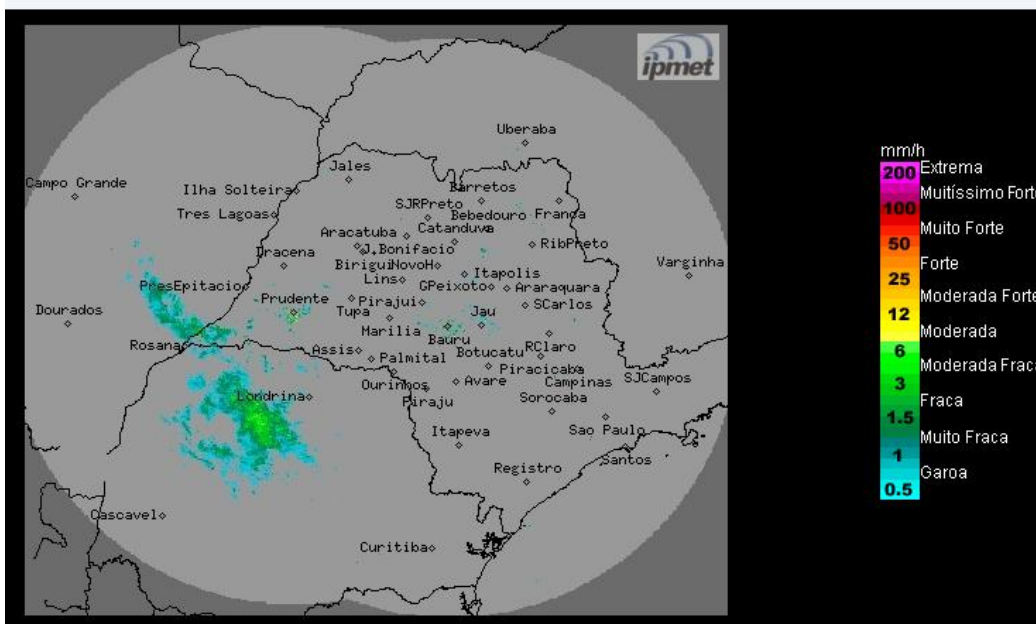 ipmet
Uberaba
Jales
Campo Grande
Ilha Solteira
Barretos
SJRPreto
Tres Lagoas
Bebedouro
Franca
Catanduva
Aracatuba
J.Bonifacio
RibPreto
Dracena
Birigui
NovoH
Varginha
Itapolis
Lins
PresEpitacio
GPeixoto
Araraquara
Prudente
Pirajui
SCarlos
Dourados
Tupa
Jau
Marilia
Bauru
Rosana
Assis
Botucatu
RClaro
Palmital
Piracicaba
Ourinhos
Avare
Campinas
SJCampos
Londrina
Piraju
Sorocaba
Itapeva
Sao Paulo
Santos
Registro
Cascavel
Curitiba
mm/h
200 Extrema
Muitíssimo Forte
100
Muito Forte
50
Forte
25
Moderada Forte
12
Moderada
6
Moderada Fraca
3
Fraca
1.5
Muito Fraca
1
Garoa
0.5